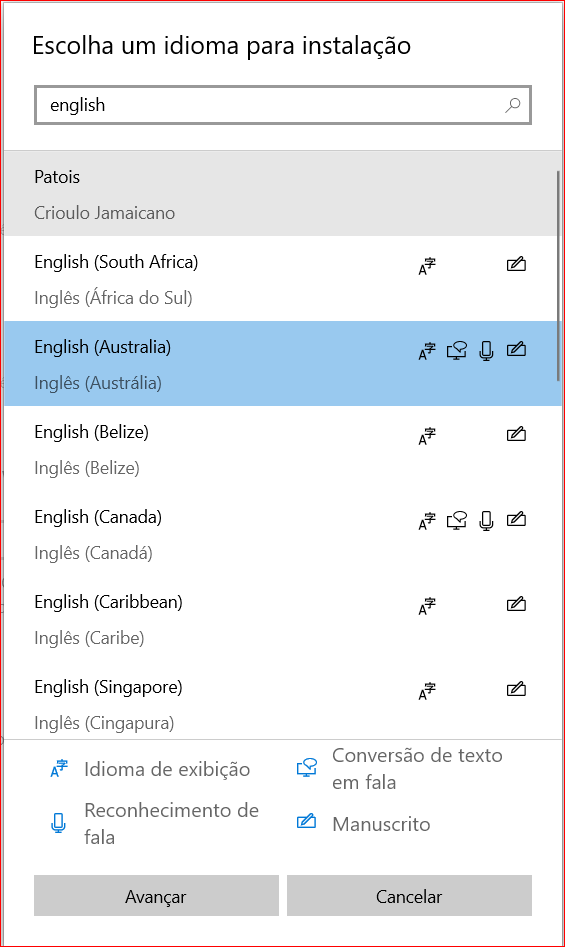 Escolha um idioma para instalação
english
Patois
Crioulo Jamaicano
English (South Africa)
Inglês (África do Sul)
English (Australia)
Inglês (Austrália)
English (Belize)
Inglês (Belize)
English (Canada)
Inglês (Canadá)
English (Caribbean)
Inglês (Caribe)
English (Singapore)
Inglês (Cingapura)
Idioma de exibição
Conversão de texto
em fala
Reconhecimento de
fala
Manuscrito
Avançar
Cancelar